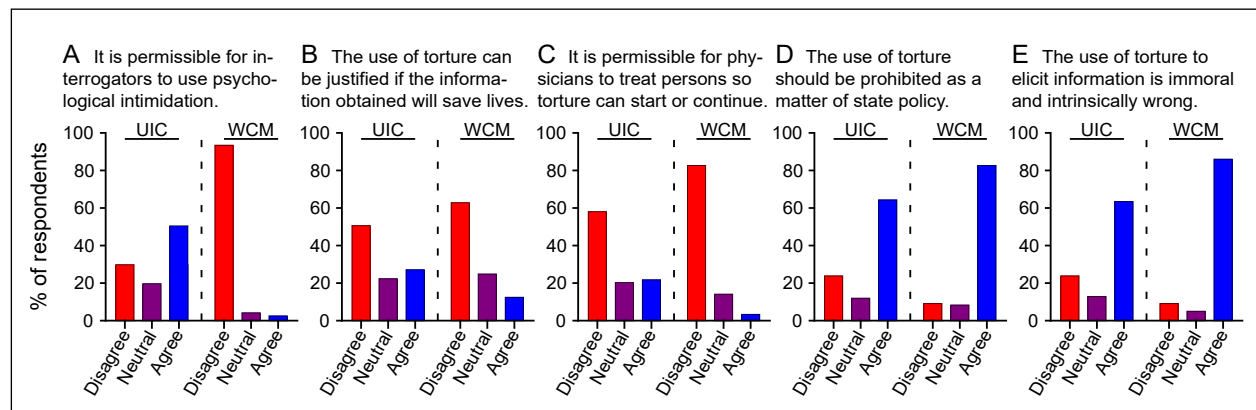 A It is permissible for in-
terrogators to use psycho-
logical intimidation.
B The use of torture can
be justified if the informa-
tion obtained will save lives.
C It is permissible for phy-
sicians to treat persons so
torture can start or continue.
D The use of torture
should be prohibited as a
matter of state policy.
E The use of torture to
elicit information is immoral
and intrinsically wrong.
% of respondents
100
80
60
40
20
0
UIC WCM
Disagree
Neutral
Agree
Disagree
Neutral
Agree
100
80
60
40
20
0
UIC WCM
Disagree
Neutral
Agree
Disagree
Neutral
Agree
100
80
60
40
20
0
UIC WCM
Disagree
Neutral
Agree
Disagree
Neutral
Agree
100
80
60
40
20
0
UIC WCM
Disagree
Neutral
Agree
Disagree
Neutral
Agree
100
80
60
40
20
0
UIC WCM
Disagree
Neutral
Agree
Disagree
Neutral
Agree